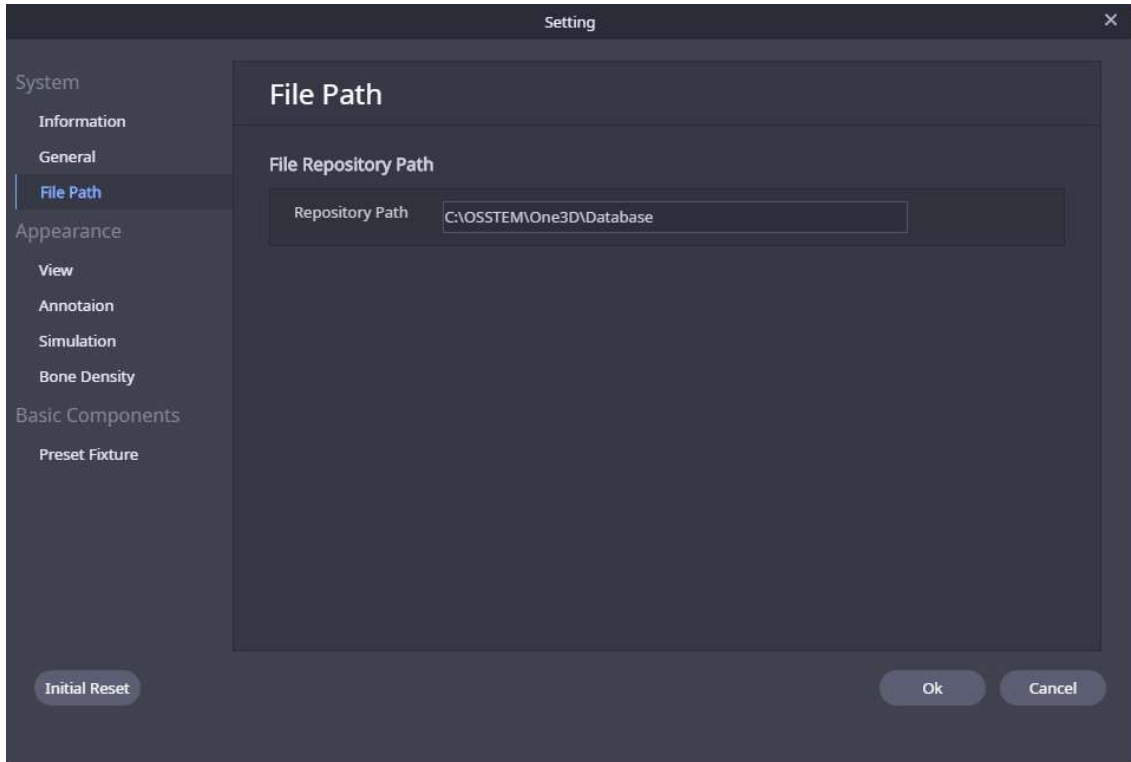 Setting
System
Information
General
File Path
Appearance
View
Annotaion
Simulation
Bone Density
Basic Components
Preset Fixture
File Path
File Repository Path
Repository Path C:\OSSTEM\One3D\Database
Initial Reset
Ok
Cancel